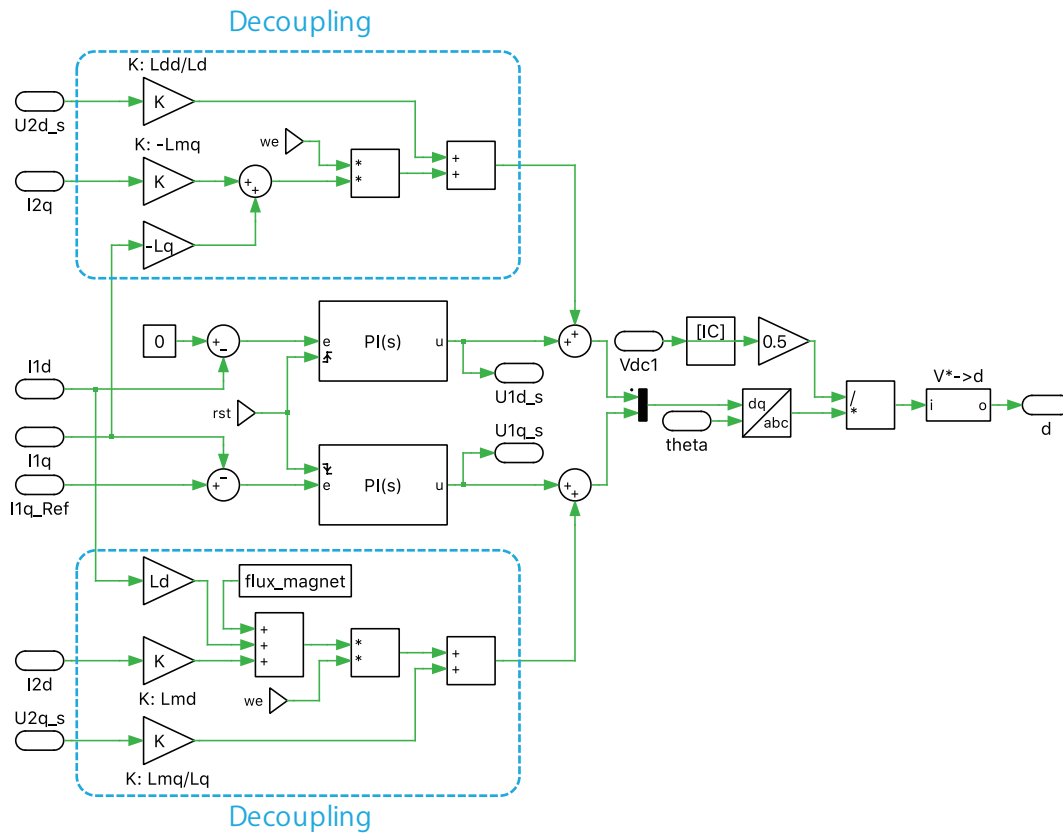 Decoupling
K: Ldd/Ld
K
U2d_s
we
K: -Lmq
*
*
+
+
K
I2q
+
+
-Lq
0
+
-
e
PI(s)
u
+
+
Vdc1
[IC]
0.5
I1d
U1d_s
V*->d
rst
dq
abc
/
*
i
o
d
theta
I1q
U1q_s
-
+
e
PI(s)
u
+
+
I1q_Ref
Ld
flux_magnet
+
+
+
*
*
+
+
K
I2d
K: Lmd
we
U2q_s
K
K: Lmq/Lq
Decoupling